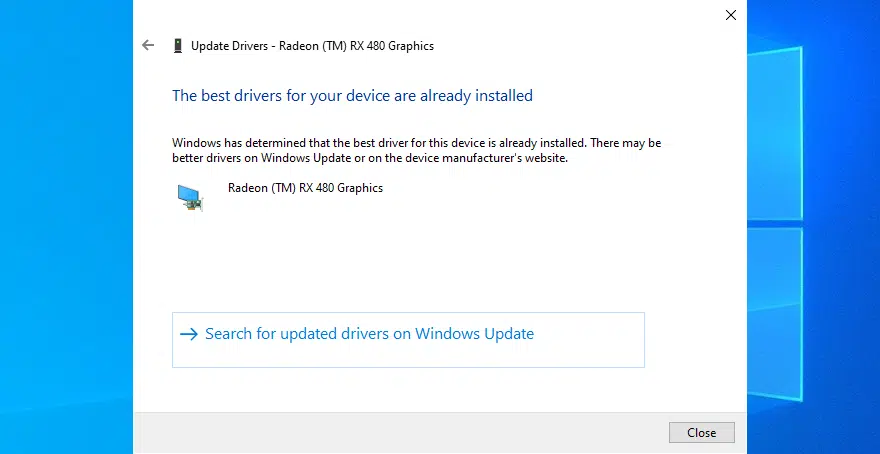 Update Drivers - Radeon (TM) RX 480 Graphics
The best drivers for your device are already installed
Windows has determined that the best driver for this device is already installed. There may be
better drivers on Windows Update or on the device manufacturer's website.
Radeon (TM) RX 480 Graphics
Search for updated drivers on Windows Update
Close